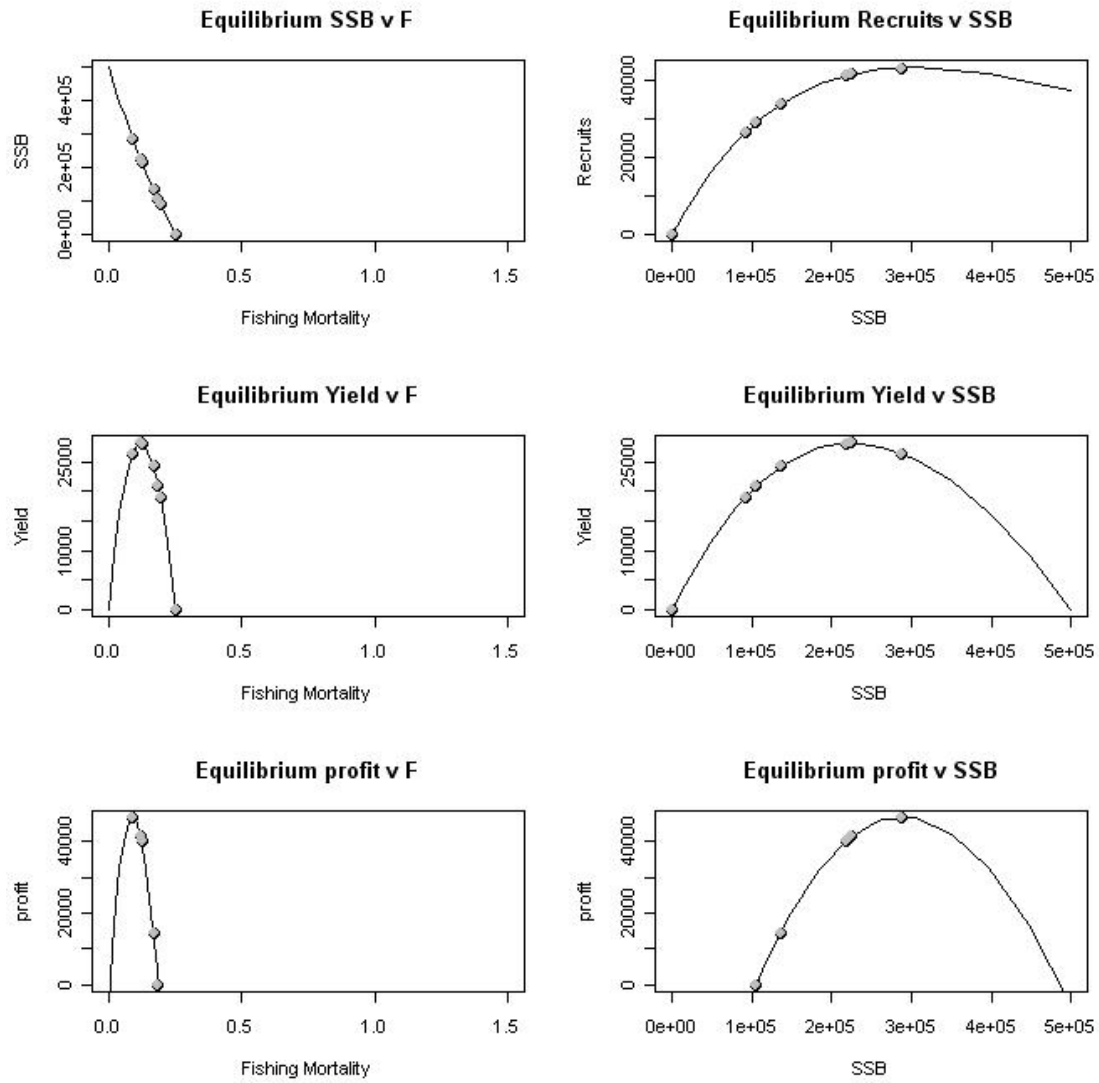 Equilibrium SSB v F
SSB
4e+05
2e+05
0e+00
0.0 0.5 1.0 1.5
Fishing Mortality
Equilibrium Recruits v SSB
Recruits
40000
20000
0
0e+00 1e+05 2e+05 3e+05 4e+05 5e+05
SSB
Equilibrium Yield v F
Yield
25000
10000
0
0.0 0.5 1.0 1.5
Fishing Mortality
Equilibrium Yield v SSB
Yield
25000
10000
0
0e+00 1e+05 2e+05 3e+05 4e+05 5e+05
SSB
Equilibrium profit v F
profit
40000
20000
0
0.0 0.5 1.0 1.5
Fishing Mortality
Equilibrium profit v SSB
profit
40000
20000
0
0e+00 1e+05 2e+05 3e+05 4e+05 5e+05
SSB